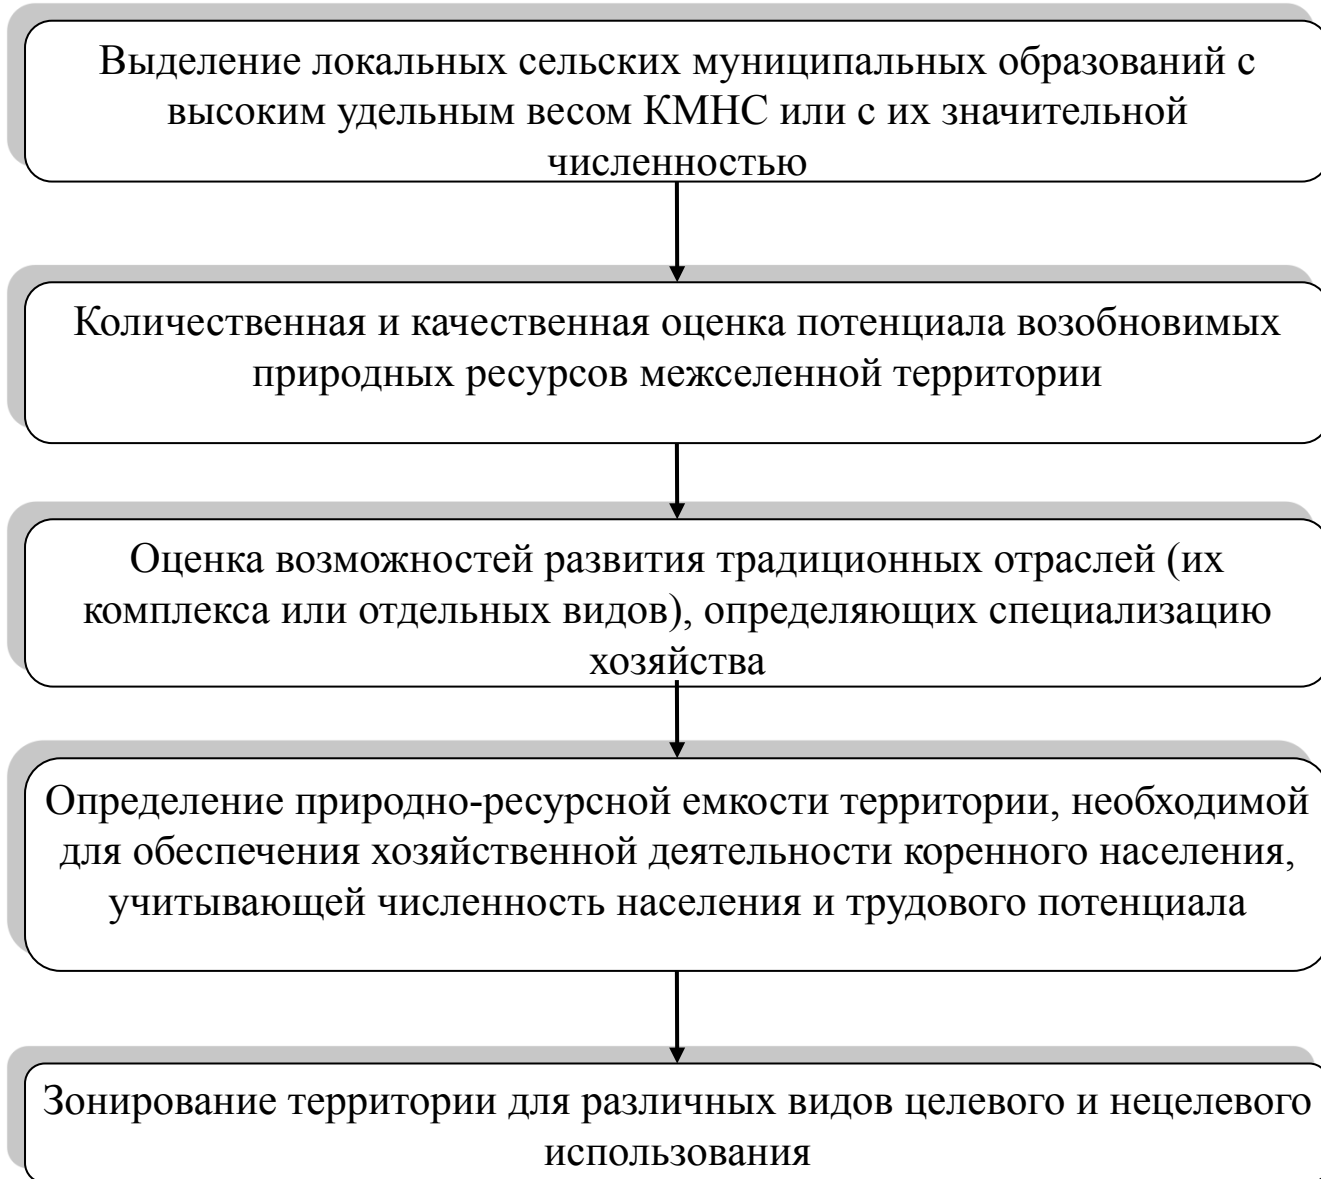 Выделение локальных сельских муниципальных образований с
высоким удельным весом КМНС или с их значительной
численностью
Количественная и качественная оценка потенциала возобновимых
природных ресурсов межселенной территории
Оценка возможностей развития традиционных отраслей (их
комплекса или отдельных видов), определяющих специализацию
хозяйства
Определение природно-ресурсной емкости территории, необходимой
для обеспечения хозяйственной деятельности коренного населения,
учитывающей численность населения и трудового потенциала
Зонирование территории для различных видов целевого и нецелевого
использования